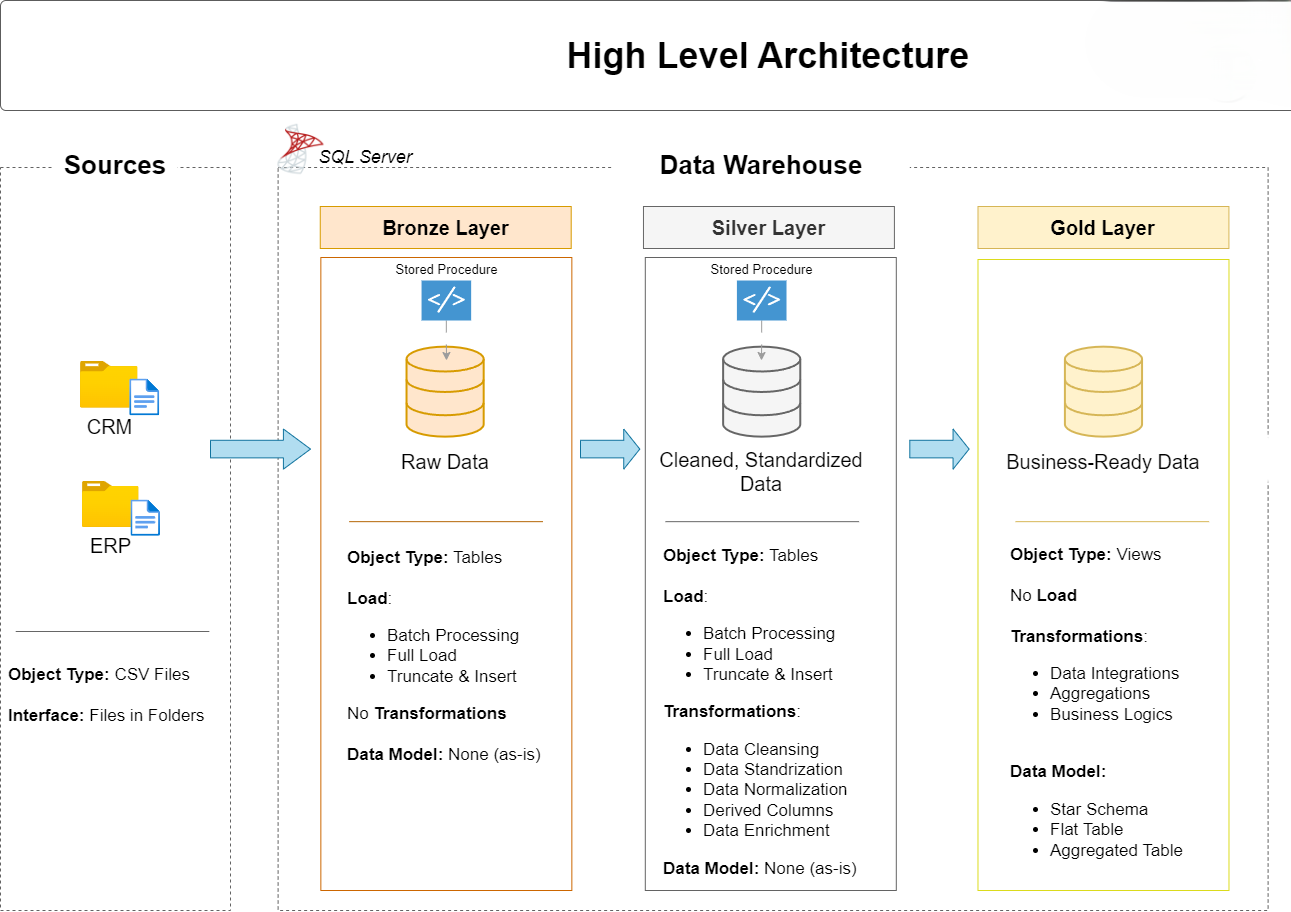 High Level Architecture
Sources
SQL Server
Data Warehouse
CRM
ERP
Object Type: CSV Files
Interface: Files in Folders
Bronze Layer
Stored Procedure
</>
Raw Data
Object Type: Tables
Load:
• Batch Processing
• Full Load
• Truncate & Insert
No Transformations
Data Model: None (as-is)
Silver Layer
Stored Procedure
</>
Cleaned, Standardized
Data
Object Type: Tables
Load:
• Batch Processing
• Full Load
• Truncate & Insert
Transformations:
• Data Cleansing
• Data Standrization
• Data Normalization
• Derived Columns
• Data Enrichment
Data Model: None (as-is)
Gold Layer
Business-Ready Data
Object Type: Views
No Load
Transformations:
• Data Integrations
• Aggregations
• Business Logics
Data Model:
• Star Schema
• Flat Table
• Aggregated Table